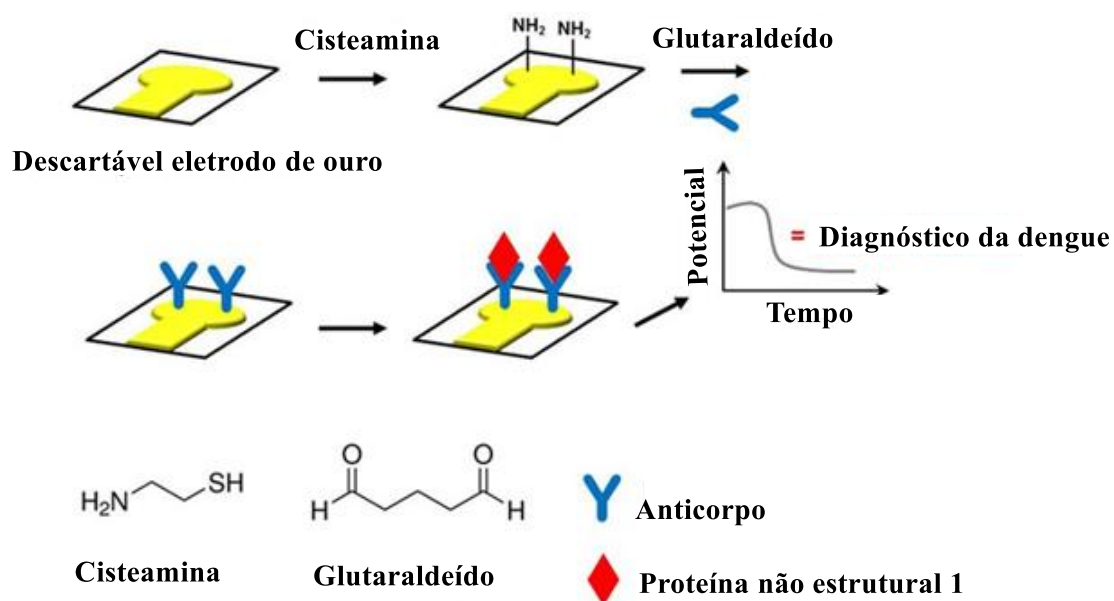 Cisteamina
NH2 NH2
Glutaraldeído
Descartável eletrodo de ouro
Potencial
= Diagnóstico da dengue
Tempo
H2N
SH
O
O
H
H
Anticorpo
Cisteamina
Glutaraldeído
Proteína não estrutural 1